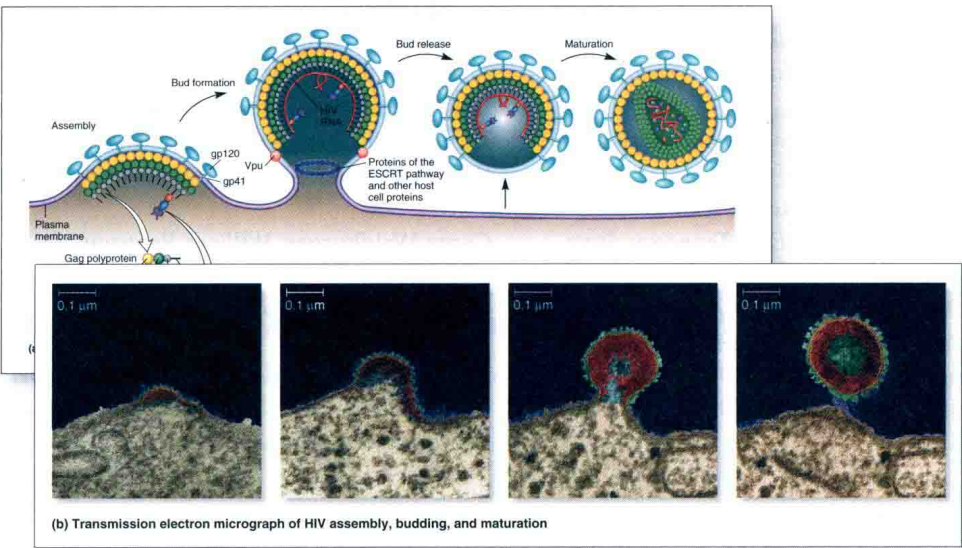 Bud release
Maturation
Bud formation
HIV
RNA
Assembly
gp120
gp41
Vpu
Proteins of the
ESCRT pathway
and other host
cell proteins
Plasma
membrane
Gag polyprotein
0.1 µm
0.1 µm
0.1 µm
0.1 µm
(b) Transmission electron micrograph of HIV assembly, budding, and maturation